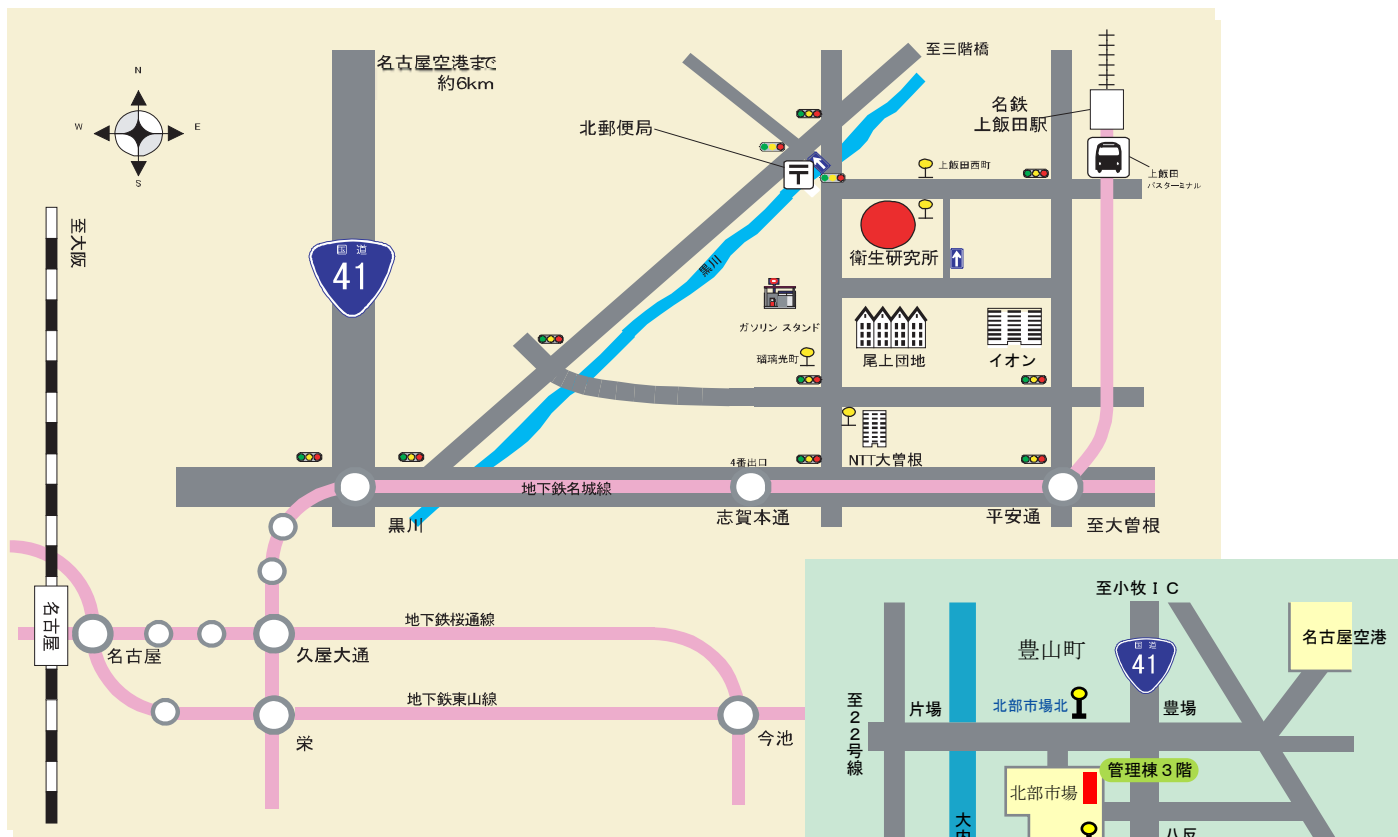 名古屋空港まで
約6km
至三階橋
北郵便局
名鉄
上飯田駅
上飯田西町
上飯田
バスターミナル
N
W
E
S
至大阪
国道
41
衛生研究所
黒川
ガソリン スタンド
尾上団地
イオン
瑠璃光町
4番出口
NTT大曽根
地下鉄名城線
黒川
志賀本通
平安通
至大曽根
名古屋
名古屋
地下鉄桜通線
久屋大通
地下鉄東山線
栄
今池
至小牧ＩＣ
豊山町
国道
41
名古屋空港
至22号線
片場
北部市場北
豊場
管理棟３階
北部市場